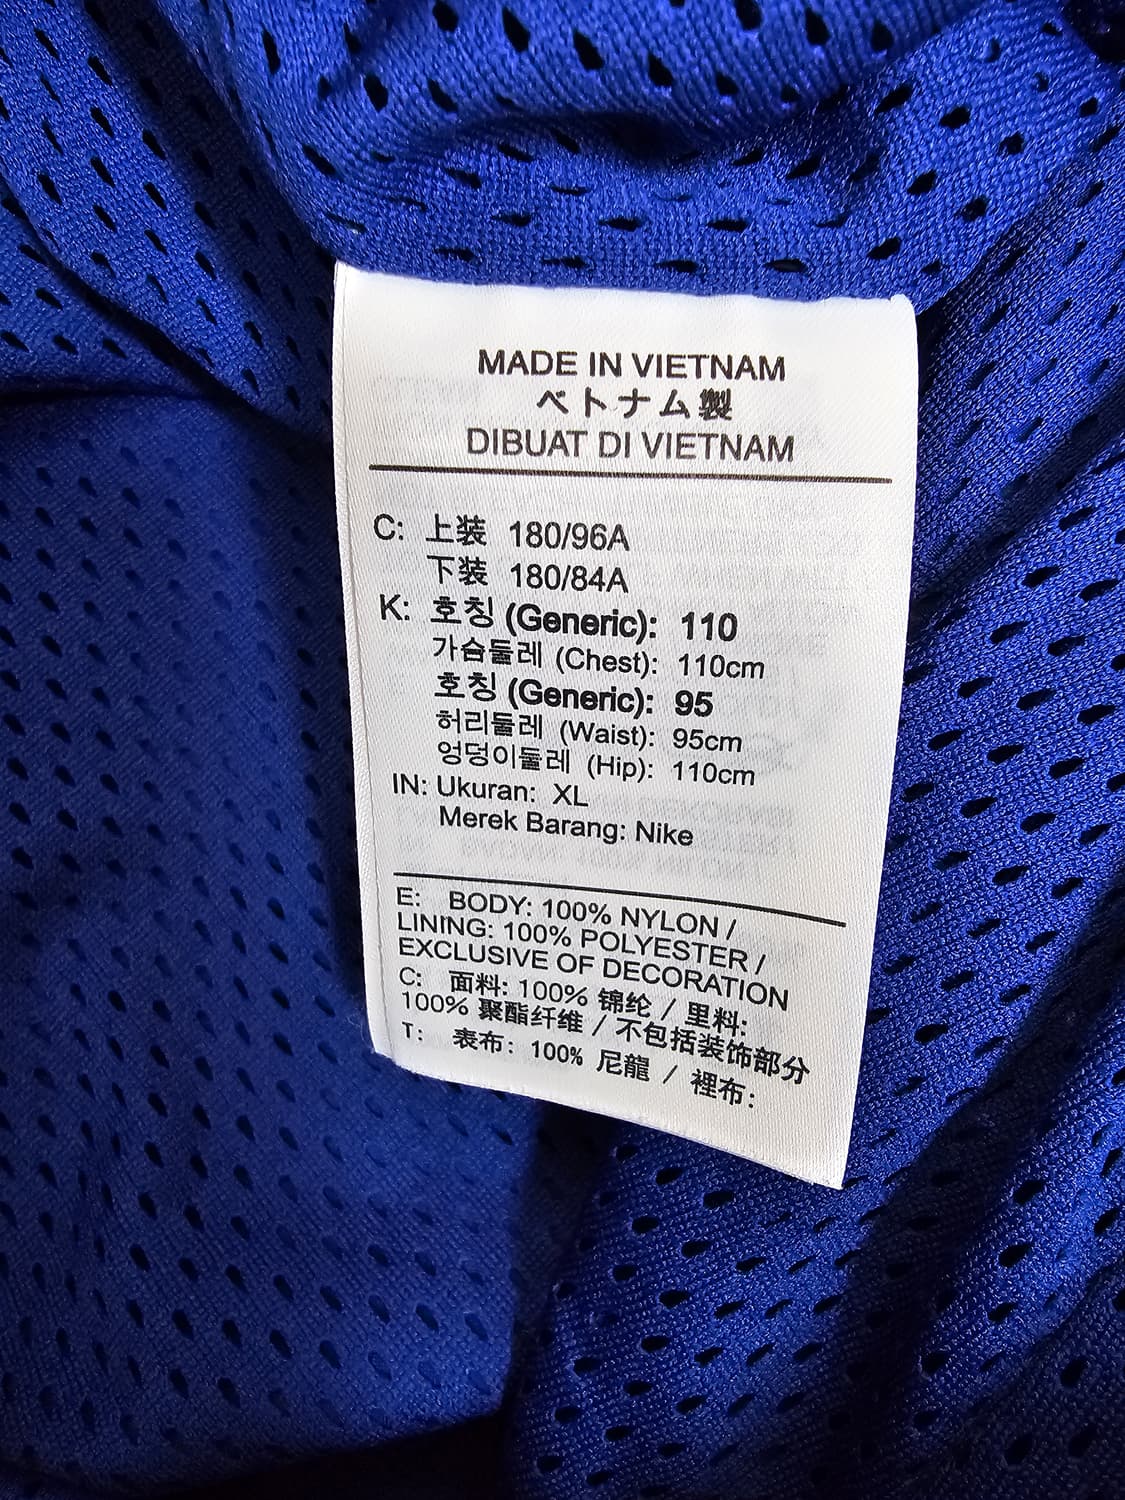 MADE IN VIETNAM
ベトナム製
DIBUAT DI VIETNAM
C: 上装 180/96A
下装 180/84A
K: 호칭 (Generic): 110
가슴둘레 (Chest): 110cm
호칭 (Generic): 95
허리둘레 (Waist): 95cm
엉덩이둘레 (Hip): 110cm
IN: Ukuran: XL
Merek Barang: Nike
E: BODY: 100% NYLON /
LINING: 100% POLYESTER /
EXCLUSIVE OF DECORATION
C: 面料: 100% 锦纶 / 里料:
100% 聚酯纤维 / 不包括装饰部分
T: 表布: 100% 尼龍 / 裡布: